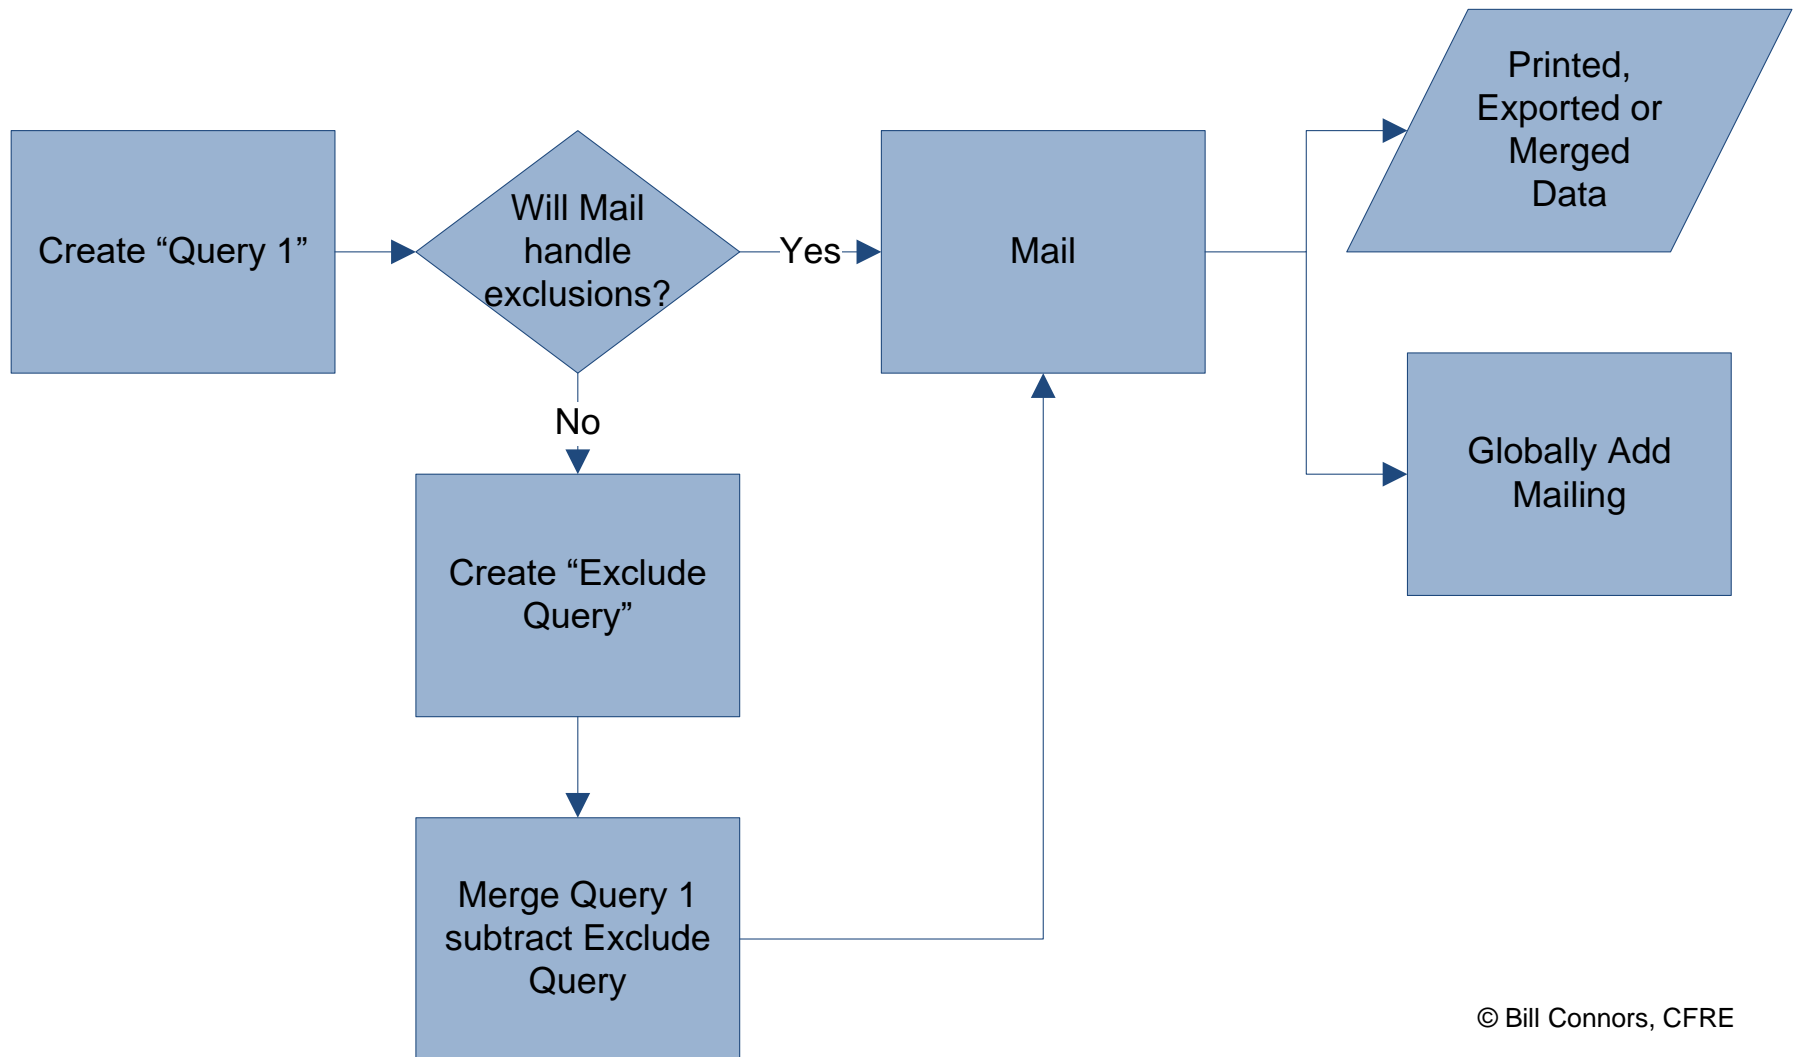 Create “Query 1”
Will Mail
handle
exclusions?
Yes
Mail
Printed,
Exported or
Merged
Data
No
Globally Add
Mailing
Create “Exclude
Query”
Merge Query 1
subtract Exclude
Query
© Bill Connors, CFRE